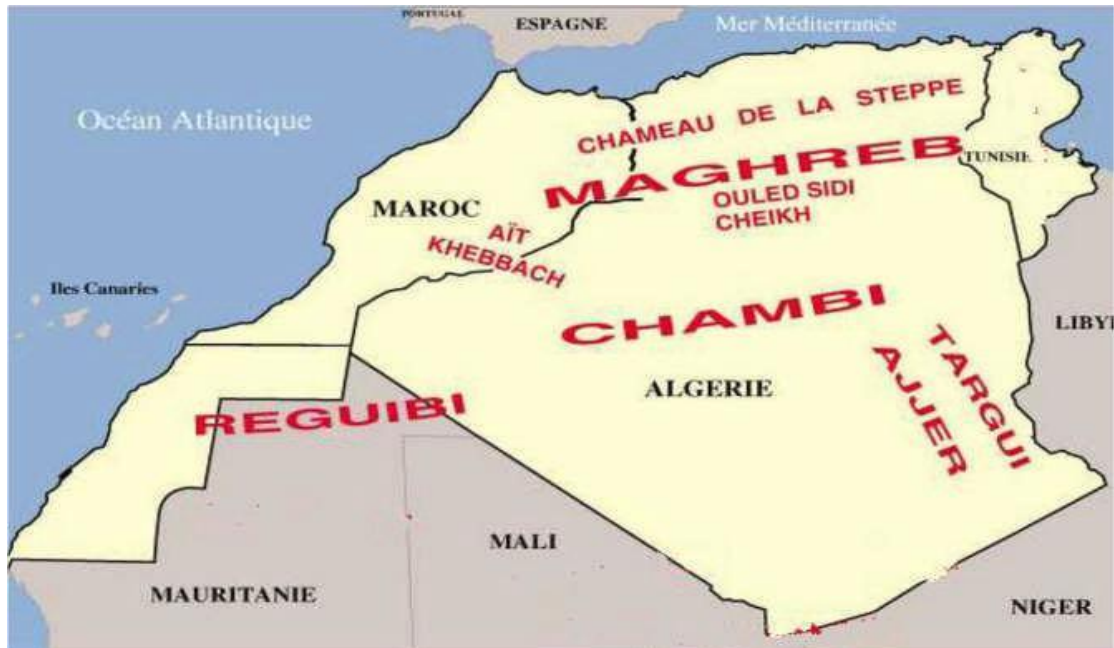 PORTUGAL
ESPAGNE
Mer Méditerranée
Océan Atlantique
CHAMEAU DE LA STEPPE
MAGHREB
TUNISIE
OULED SIDI
CHEIKH
MAROC
AÏT
KHEBBACH
Iles Canaries
CHAMBI
LIBYE
TARGUI
AJJER
ALGERIE
REGUIBI
MALI
MAURITANIE
NIGER